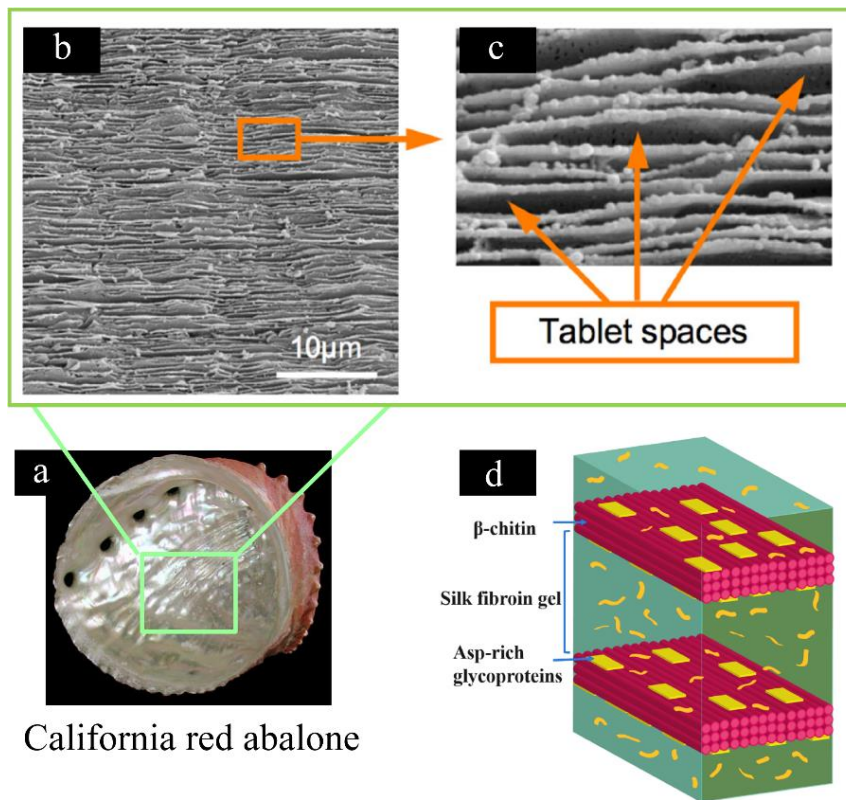 b
c
10μm
Tablet spaces
a
d
β-chitin
Silk fibroin gel
Asp-rich
glycoproteins
California red abalone